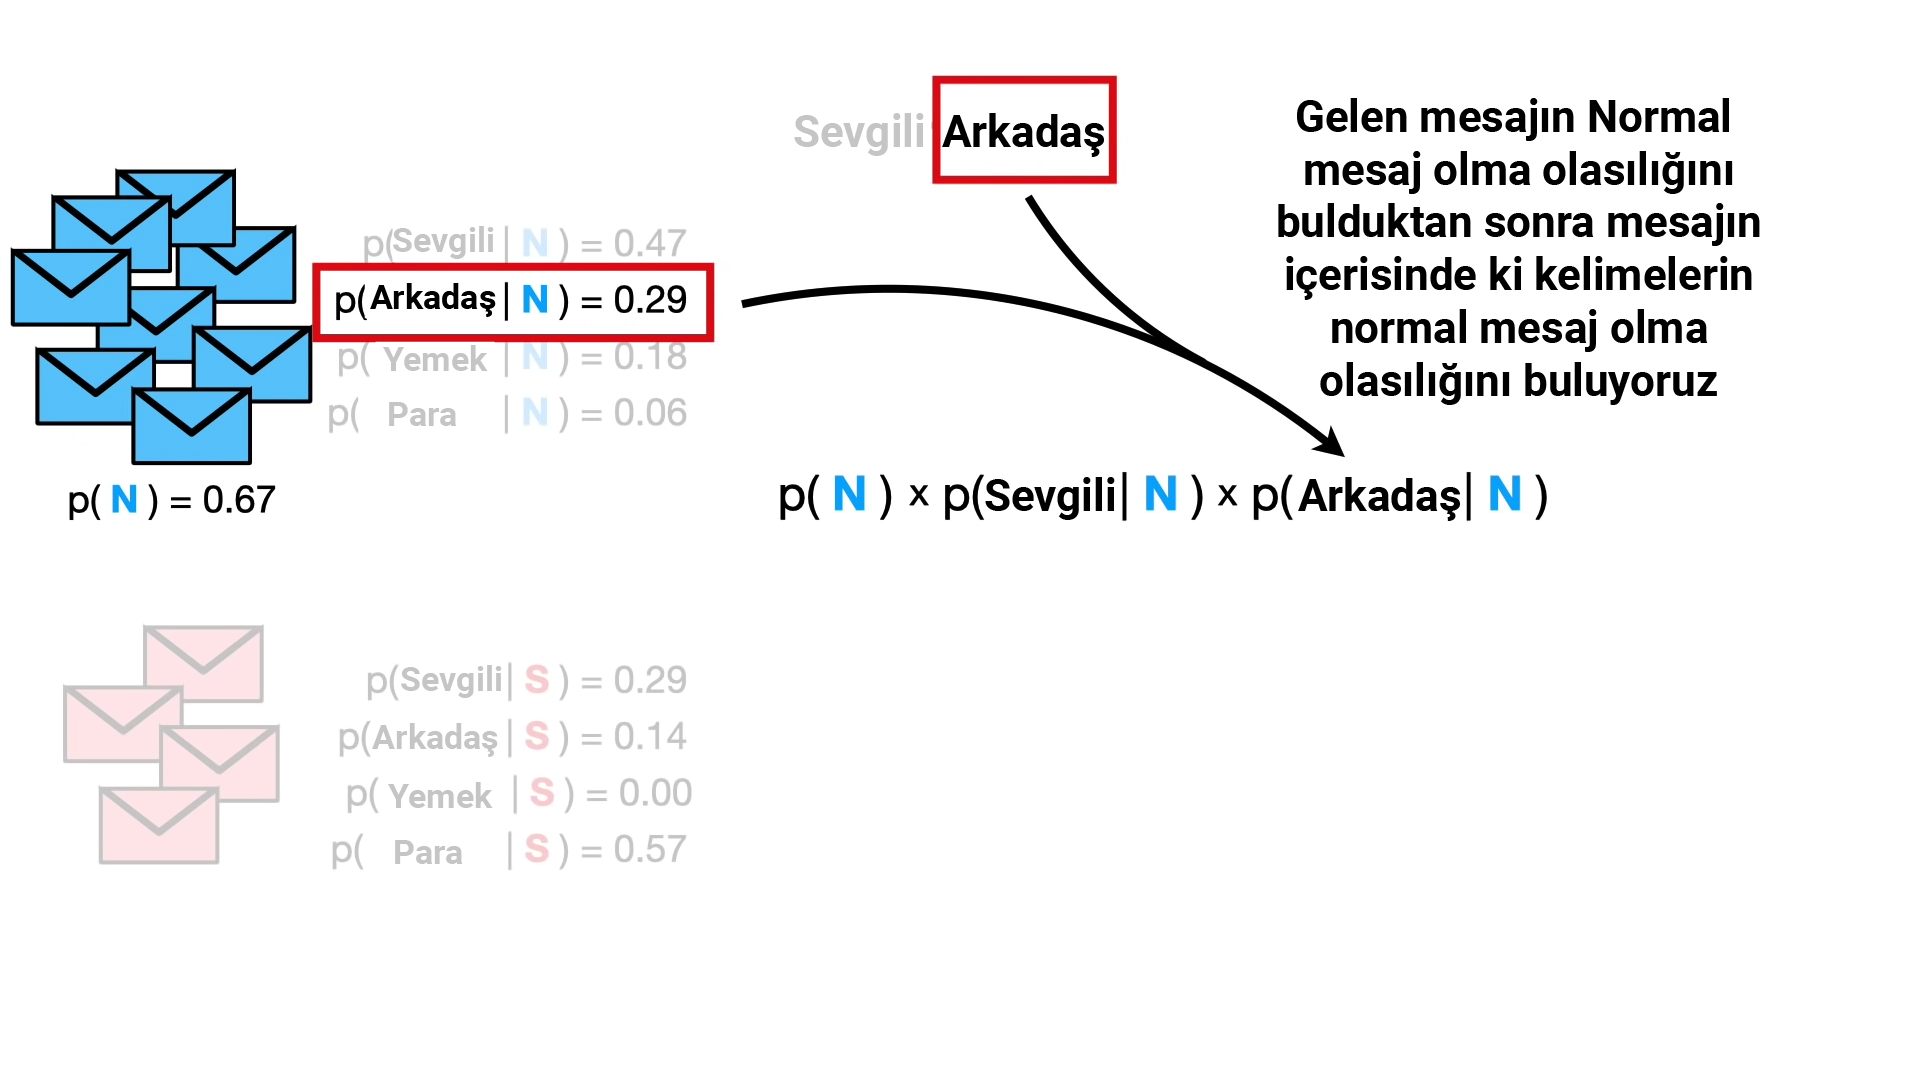 Sevgili Arkadaş
Gelen mesajın Normal
mesaj olma olasılığını
bulduktan sonra mesajın
içerisinde ki kelimelerin
normal mesaj olma
olasılığını buluyoruz
p(Sevgili | N ) = 0.47
p(Arkadaş | N ) = 0.29
p( Yemek | N ) = 0.18
p( Para | N ) = 0.06
p( N ) = 0.67
p( N ) x p(Sevgili| N ) x p(Arkadaş| N )
p(Sevgili| S ) = 0.29
p(Arkadaş | S ) = 0.14
p( Yemek | S ) = 0.00
p( Para | S ) = 0.57